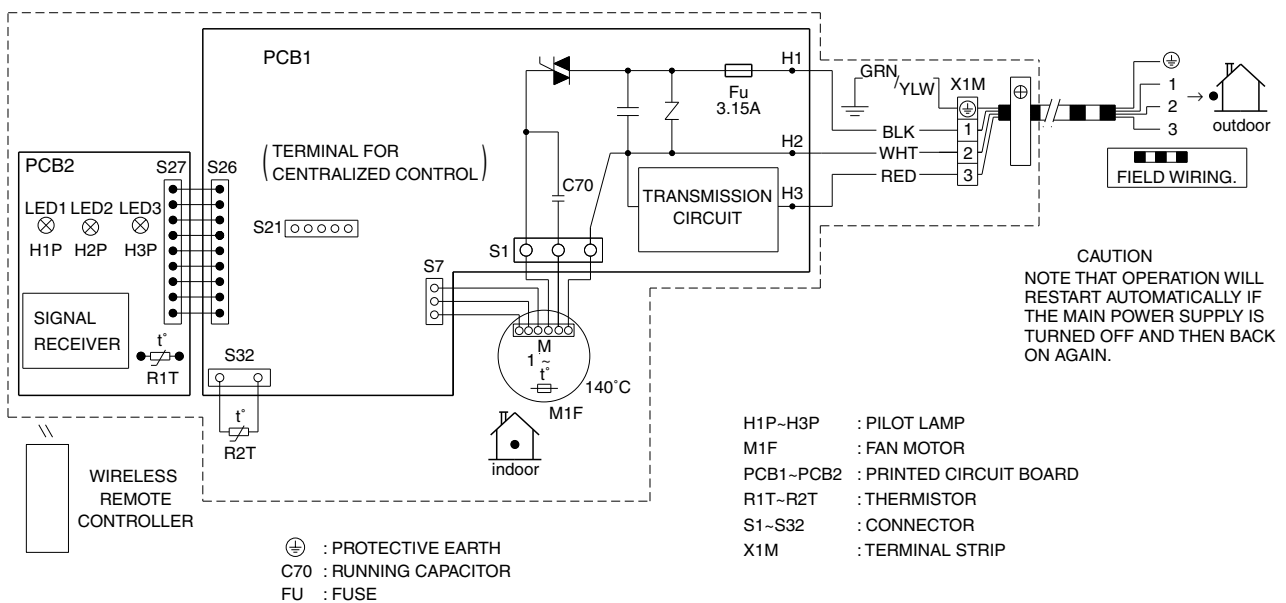 PCB1
H1
Fu
3.15A
GRN
/YLW
X1M
1
2
3
outdoor
BLK
WHT
RED
1
2
3
FIELD WIRING.
H2
H3
TRANSMISSION
CIRCUIT
(TERMINAL FOR
CENTRALIZED CONTROL)
C70
S21
S1
S7
PCB2
S27
S26
LED1
LED2
LED3
H1P
H2P
H3P
SIGNAL
RECEIVER
t°
R1T
S32
t°
R2T
M
1 ~
t°
140°C
M1F
indoor
WIRELESS
REMOTE
CONTROLLER
CAUTION
NOTE THAT OPERATION WILL
RESTART AUTOMATICALLY IF
THE MAIN POWER SUPPLY IS
TURNED OFF AND THEN BACK
ON AGAIN.
: PROTECTIVE EARTH
C70 : RUNNING CAPACITOR
FU : FUSE
H1P~H3P : PILOT LAMP
M1F : FAN MOTOR
PCB1~PCB2 : PRINTED CIRCUIT BOARD
R1T~R2T : THERMISTOR
S1~S32 : CONNECTOR
X1M : TERMINAL STRIP